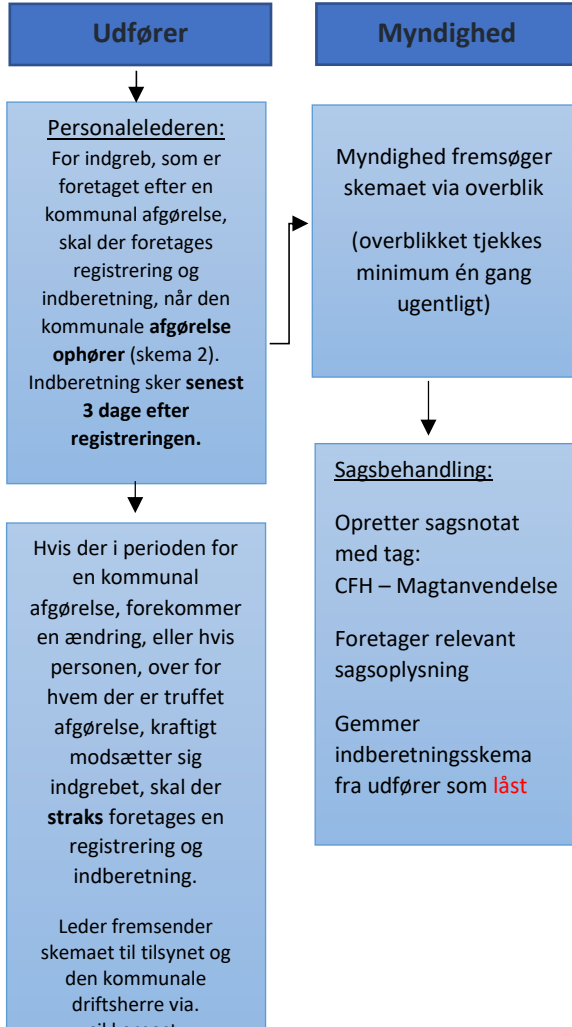 Udfører
Personalelederen:
For indgreb, som er
foretaget efter en
kommunal afgørelse,
skal der foretages
registrering og
indberetning, når den
kommunale afgørelse
ophører (skema 2).
Indberetning sker senest
3 dage efter
registreringen.
Hvis der i perioden for
en kommunal
afgørelse, forekommer
en ændring, eller hvis
personen, over for
hvem der er truffet
afgørelse, kraftigt
modsætter sig
indgrebet, skal der
straks foretages en
registrering og
indberetning.
Leder fremsender
skemaet til tilsynet og
den kommunale
driftsherre via.
Myndighed
Myndighed fremsøger
skemaet via overblik
(overblikket tjekkes
minimum én gang
ugentligt)
Sagsbehandling:
Opretter sagsnotat
med tag:
CFH – Magtanvendelse
Foretager relevant
sagsoplysning
Gemmer
indberetningsskema
fra udfører som låst